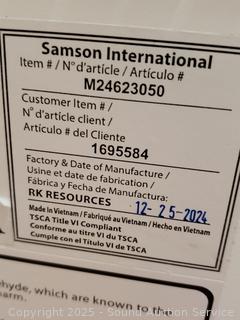 Samson International
Item # / N° d'article / Artículo #
M24623050
Customer Item # /
N° d'article client /
Artículo # del Cliente
1695584
Factory & Date of Manufacture /
Usine et date de fabrication /
Fábrica y Fecha de Manufactura:
RK RESOURCES 12-25-2024
Made in Vietnam / Fabriqué au Vietnam / Hecho en Vietnam
TSCA Title VI Compliant
Conforme au titre VI du TSCA
Cumple con el Titulo VI de TSCA
hyde, which are known to the
arm.
Copyright 2025 - Sound Auction Service